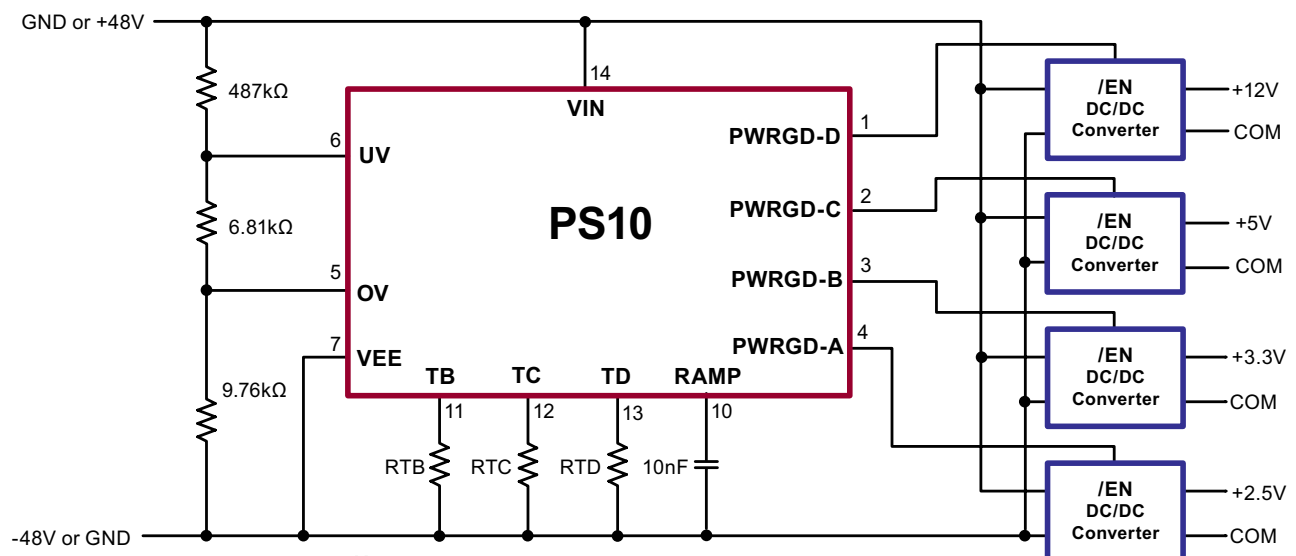 GND or +48V
487kΩ
6.81kΩ
9.76kΩ
-48V or GND
14
VIN
6
UV
5
OV
7
VEE
PS10
PWRGD-D
1
PWRGD-C
2
PWRGD-B
3
PWRGD-A
4
TB
TC
TD
RAMP
11
12
13
10
RTB
RTC
RTD
10nF
/EN
DC/DC
Converter
+12V
COM
/EN
DC/DC
Converter
+5V
COM
/EN
DC/DC
Converter
+3.3V
COM
/EN
DC/DC
Converter
+2.5V
COM